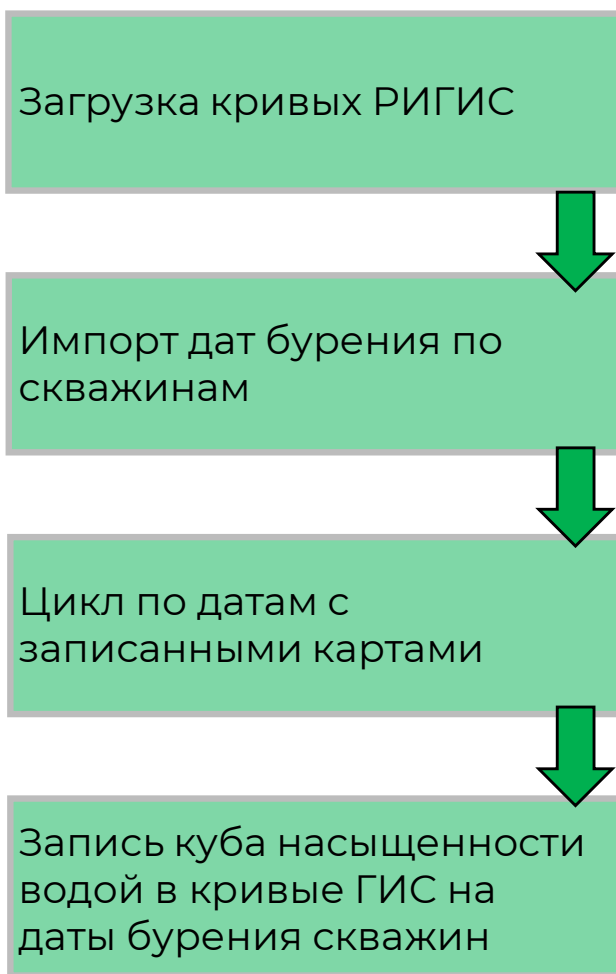 Загрузка кривых РИГИС
Импорт дат бурения по
скважинам
Цикл по датам с
записанными картами
Запись куба насыщенности
водой в кривые ГИС на
даты бурения скважин